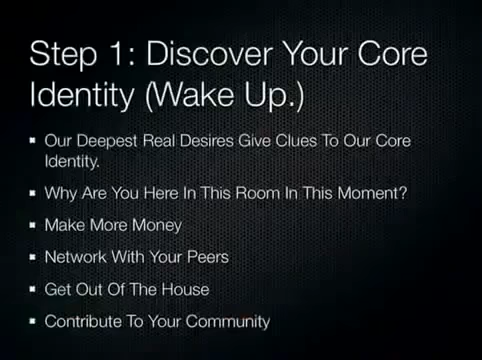 Step 1: Discover Your Core
Identity (Wake Up.)
Our Deepest Real Desires Give Clues To Our Core
Identity.
Why Are You Here In This Room In This Moment?
Make More Money
Network With Your Peers
Get Out Of The House
Contribute To Your Community